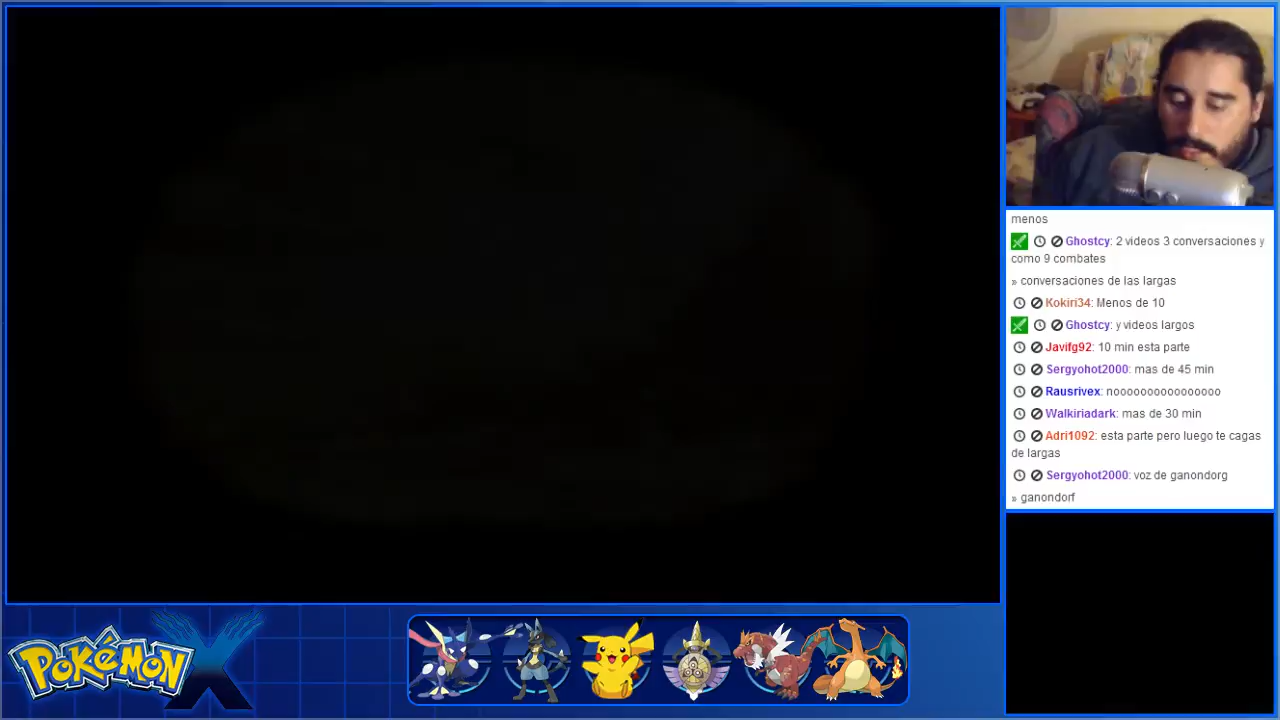 menos
Ghostcy: 2 videos 3 conversaciones y
como 9 combates
» conversaciones de las largas
Kokiri34: Menos de 10
Ghostcy: y videos largos
Javifg92: 10 min esta parte
Sergyohot2000: mas de 45 min
Rausrivex: noooooooooooooooo
Walkiriadark: mas de 30 min
Adri1092: esta parte pero luego te cagas
de largas
Sergyohot2000: voz de ganondorg
» ganondorf
POKéMON X